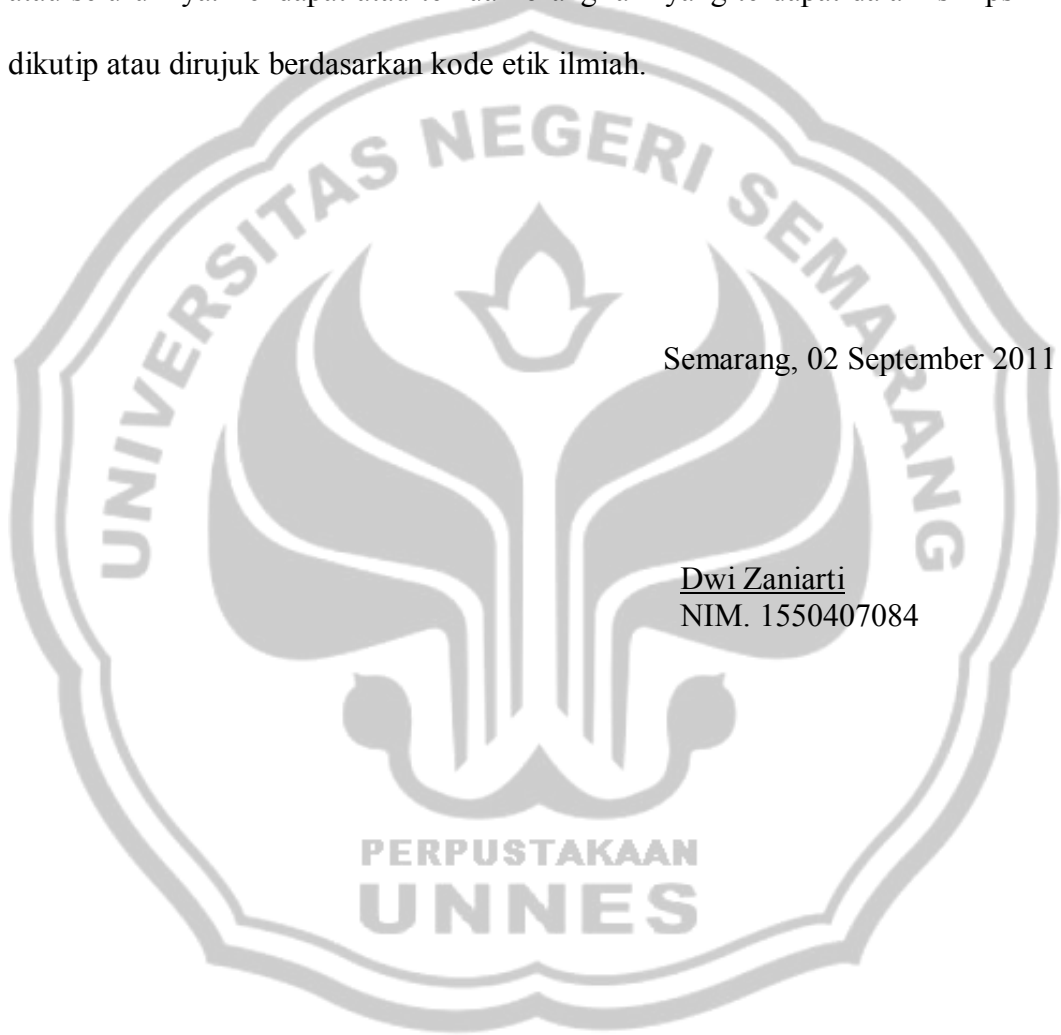 dikutip atau dirujuk berdasarkan kode etik ilmiah.
UNIVERSITAS NEGERI SEMARANG
Semarang, 02 September 2011
Dwi Zaniarti
NIM. 1550407084
PERPUSTAKAAN
UNNES